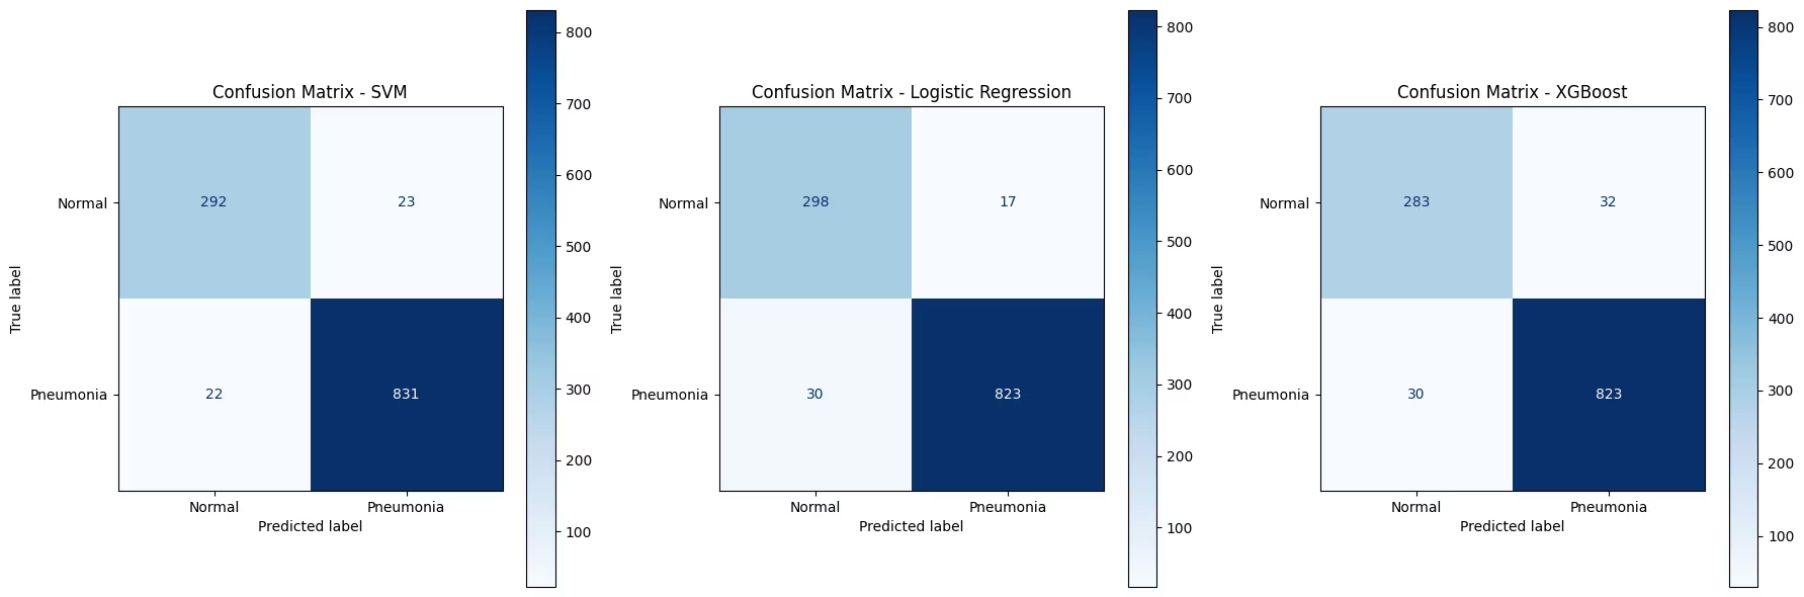 Confusion Matrix - SVM
Normal
292
23
Pneumonia
22
831
Normal
Pneumonia
Predicted label
True label
800
700
600
500
400
300
200
100
Confusion Matrix - Logistic Regression
Normal
298
17
Pneumonia
30
823
Normal
Pneumonia
Predicted label
True label
800
700
600
500
400
300
200
100
Confusion Matrix - XGBoost
Normal
283
32
Pneumonia
30
823
Normal
Pneumonia
Predicted label
True label
800
700
600
500
400
300
200
100